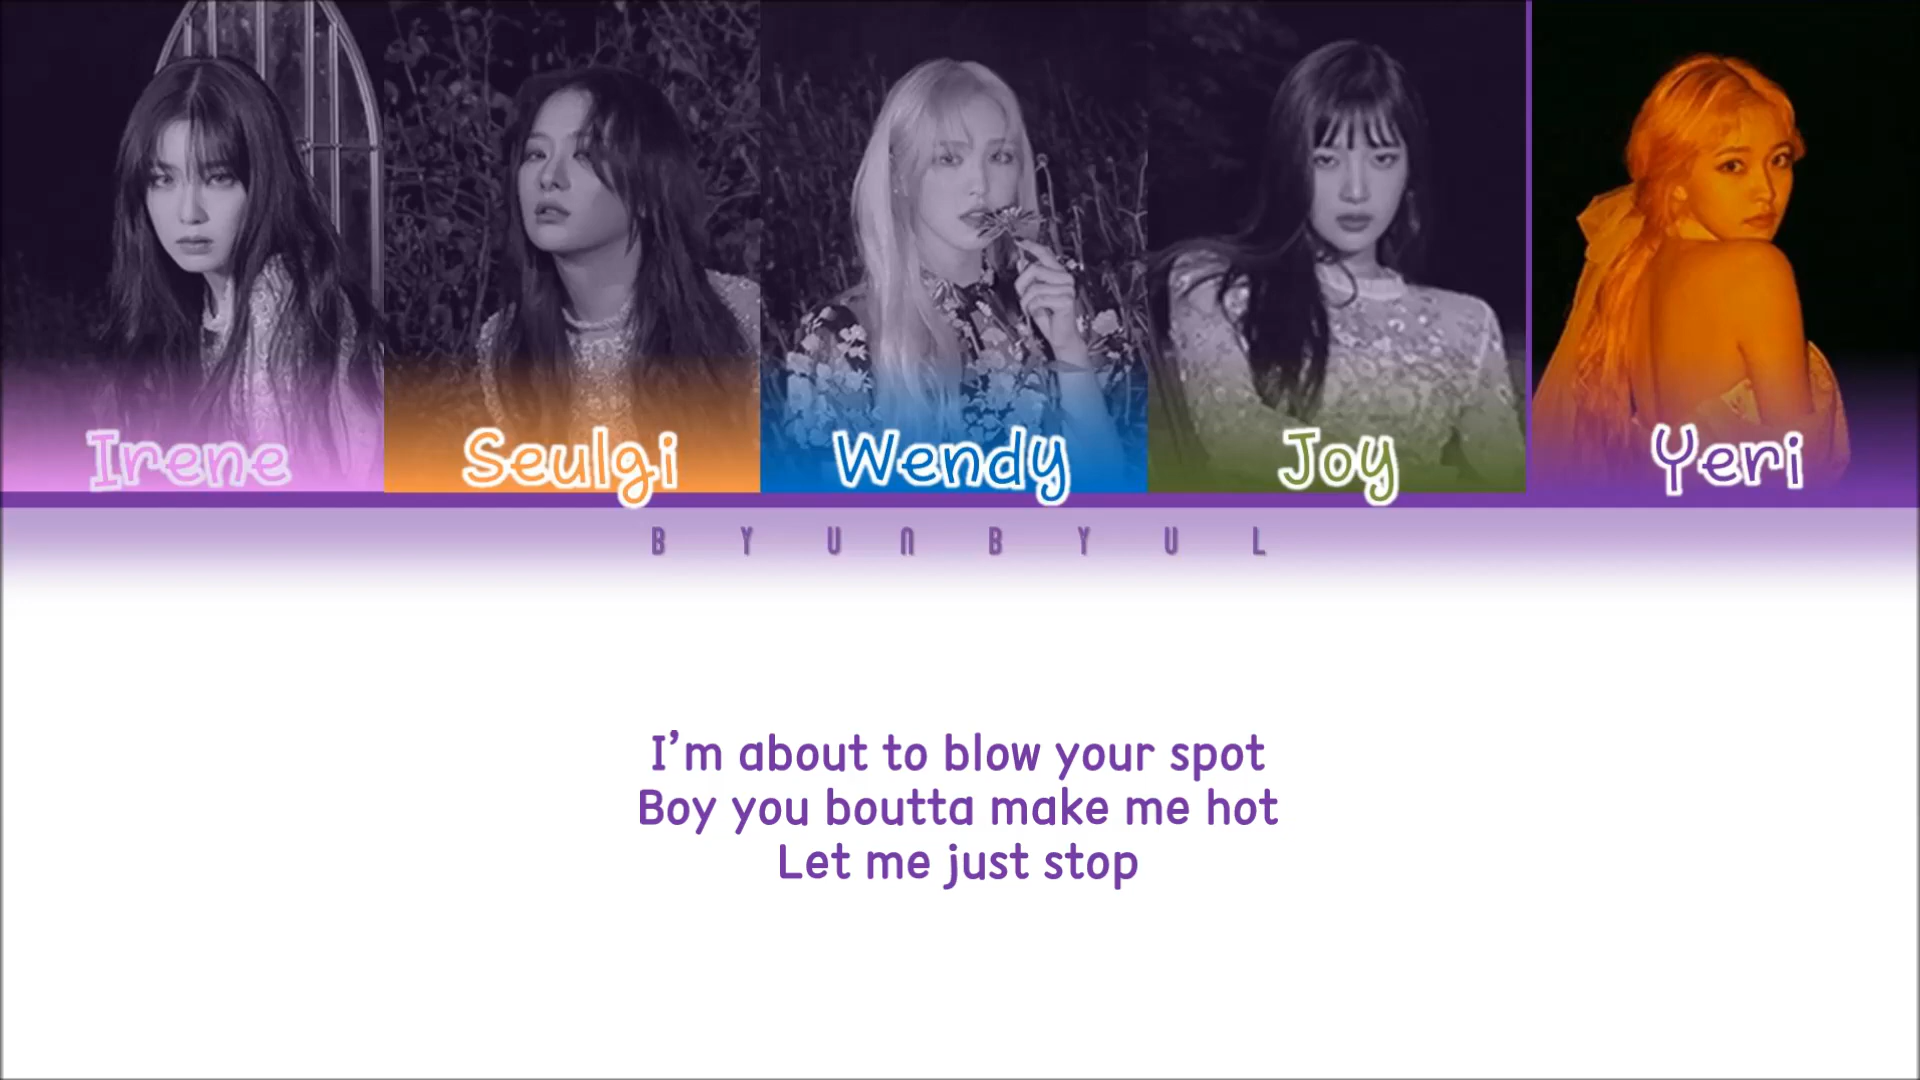 Irene Seulgi Wendy Joy Yeri
BYUNBYUL
I'm about to blow your spot
Boy you boutta make me hot
Let me just stop